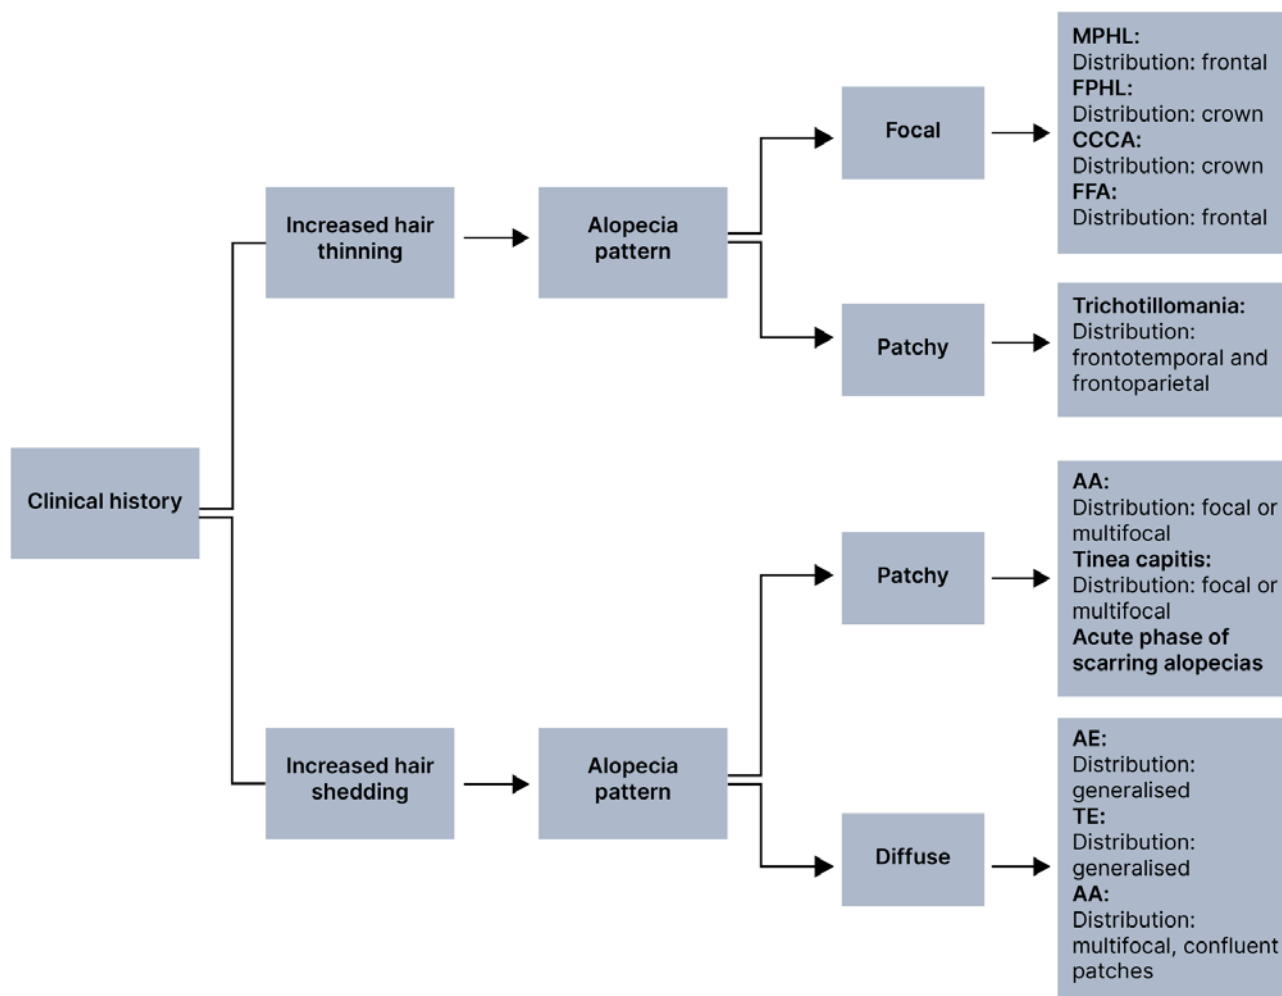 Clinical history
Increased hair
thinning
Alopecia
pattern
Focal
MPHL:
Distribution: frontal
FPHL:
Distribution: crown
CCCA:
Distribution: crown
FFA:
Distribution: frontal
Patchy
Trichotillomania:
Distribution:
frontotemporal and
frontoparietal
Increased hair
shedding
Alopecia
pattern
Patchy
AA:
Distribution: focal or
multifocal
Tinea capitis:
Distribution: focal or
multifocal
Acute phase of
scarring alopecias
Diffuse
AE:
Distribution:
generalised
TE:
Distribution:
generalised
AA:
Distribution:
multifocal, confluent
patches